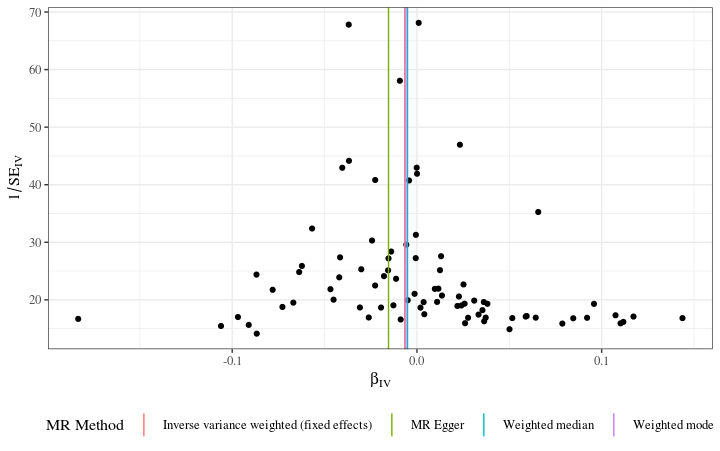 70
60
50
40
30
20
1/SE_IV
-0.1
0.0
0.1
β_IV
MR Method
Inverse variance weighted (fixed effects)
MR Egger
Weighted median
Weighted mode